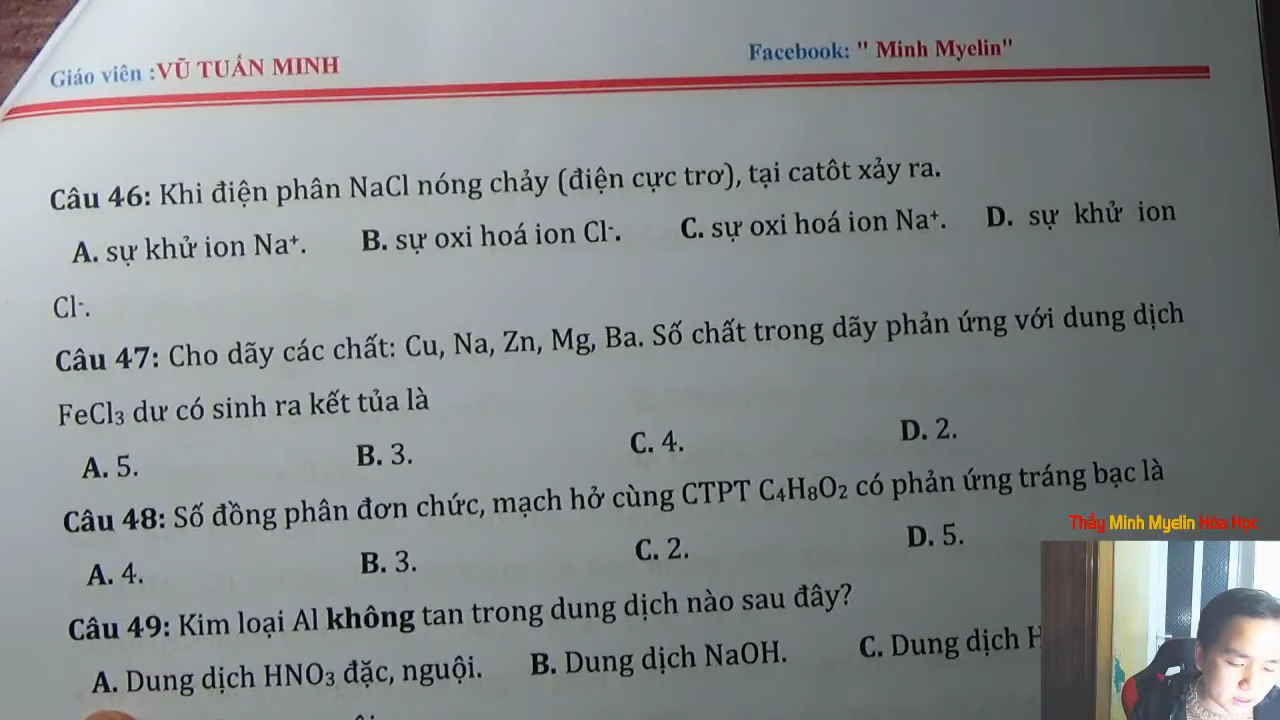 Giáo viên :VŨ TUẤN MINH
Facebook: " Minh Myelin"
Câu 46: Khi điện phân NaCl nóng chảy (điện cực trơ), tại catôt xảy ra.
A. sự khử ion Na⁺. B. sự oxi hoá ion Cl⁻. C. sự oxi hoá ion Na⁺. D. sự khử ion
Cl⁻.
Câu 47: Cho dãy các chất: Cu, Na, Zn, Mg, Ba. Số chất trong dãy phản ứng với dung dịch
FeCl₃ dư có sinh ra kết tủa là
A. 5. B. 3. C. 4. D. 2.
Câu 48: Số đồng phân đơn chức, mạch hở cùng CTPT C₄H₈O₂ có phản ứng tráng bạc là
A. 4. B. 3. C. 2. D. 5.
Thầy Minh Myelin Hóa Học
Câu 49: Kim loại Al không tan trong dung dịch nào sau đây?
A. Dung dịch HNO₃ đặc, nguội. B. Dung dịch NaOH. C. Dung dịch H